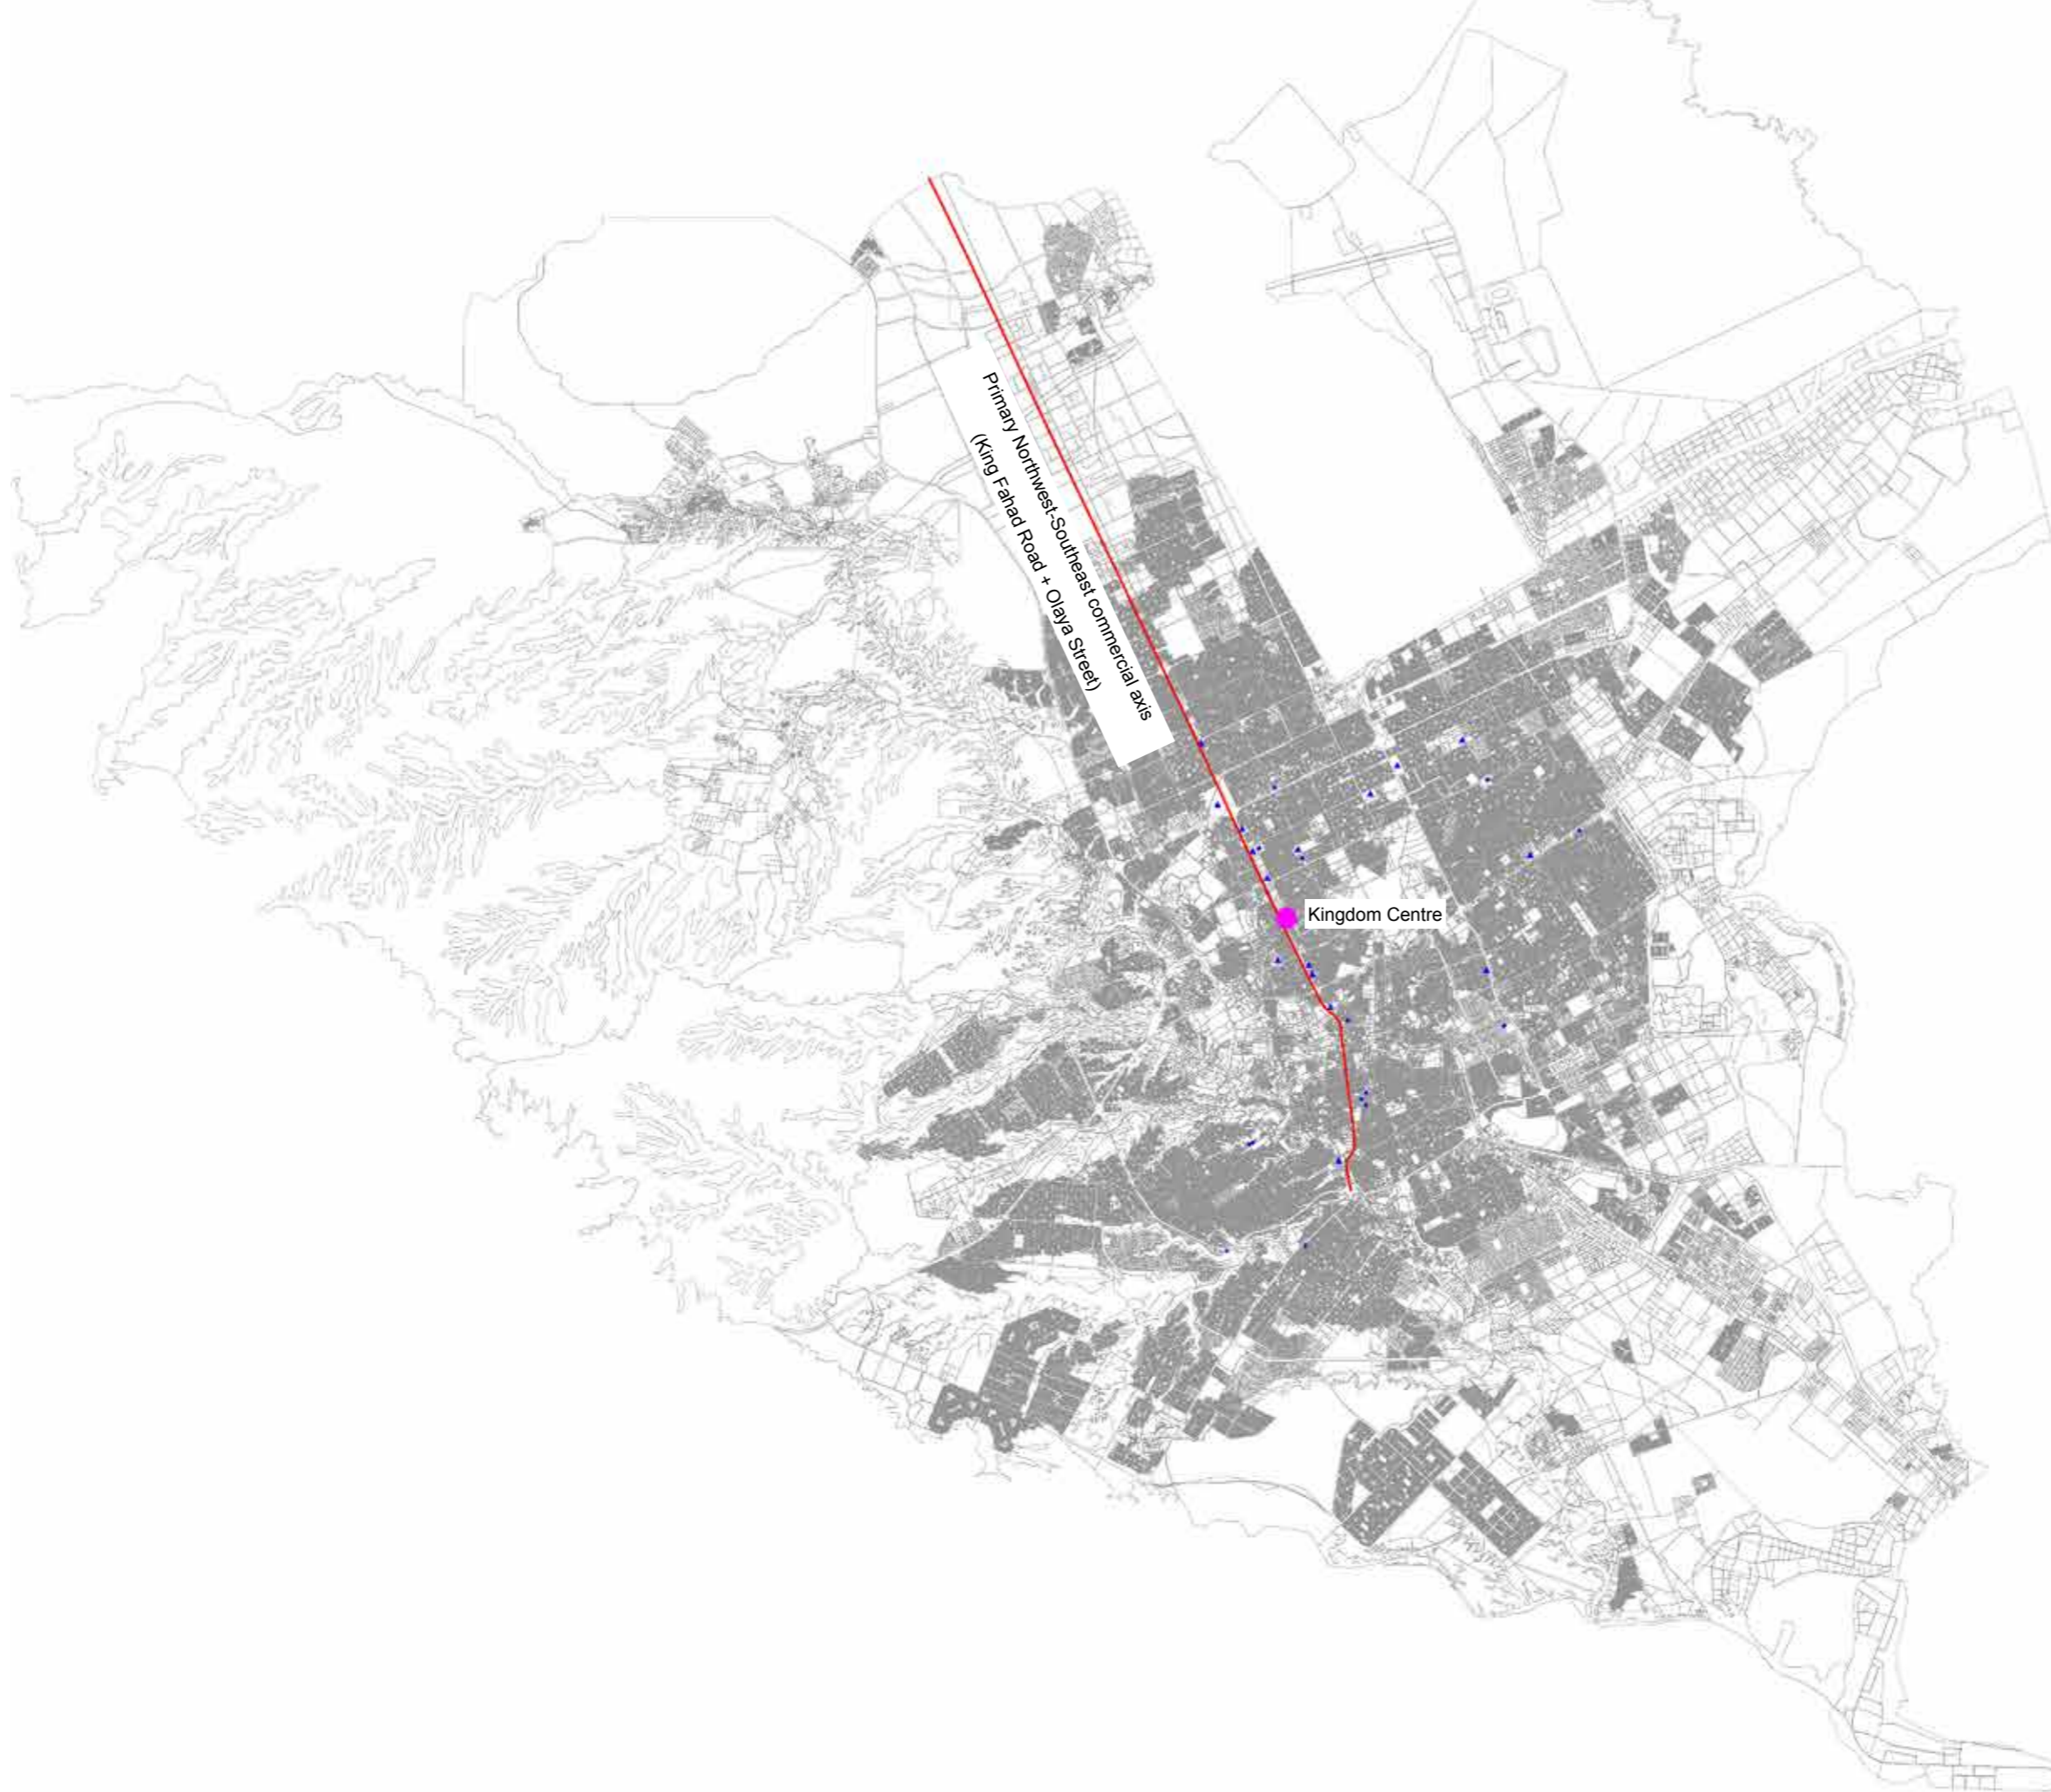 Primary Northwest-Southeast commercial axis
(King Fahad Road + Olaya Street)
Kingdom Centre